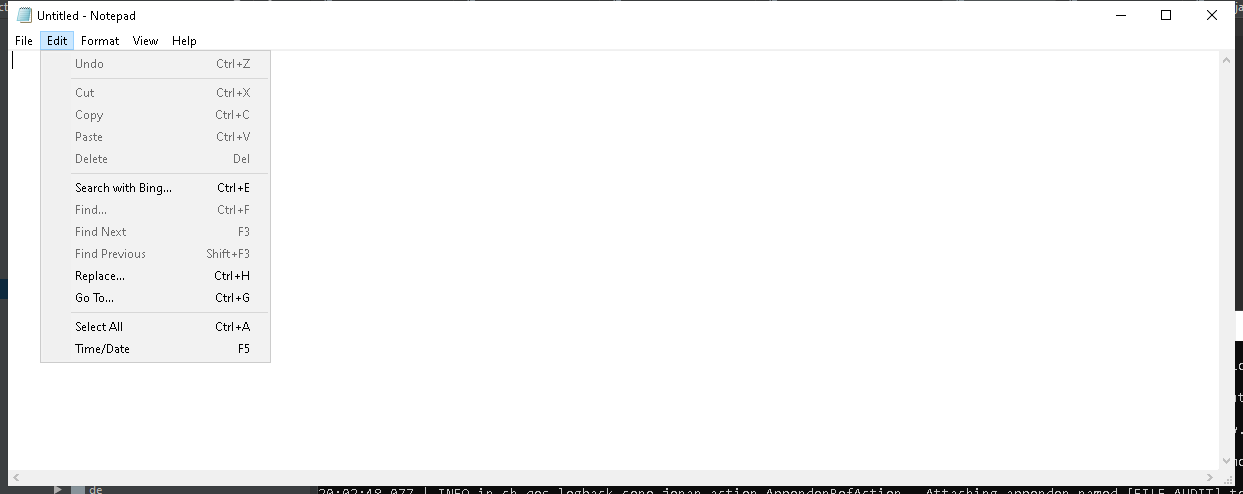 Untitled - Notepad
File Edit Format View Help
Undo Ctrl+Z
Cut Ctrl+X
Copy Ctrl+C
Paste Ctrl+V
Delete Del
Search with Bing... Ctrl+E
Find... Ctrl+F
Find Next F3
Find Previous Shift+F3
Replace... Ctrl+H
Go To... Ctrl+G
Select All Ctrl+A
Time/Date F5
de
20:02:48,077 | INFO in ch.qos.logback.core.joran.action.AppenderRefAction - Attaching appender named [FILE_AUDIT] t